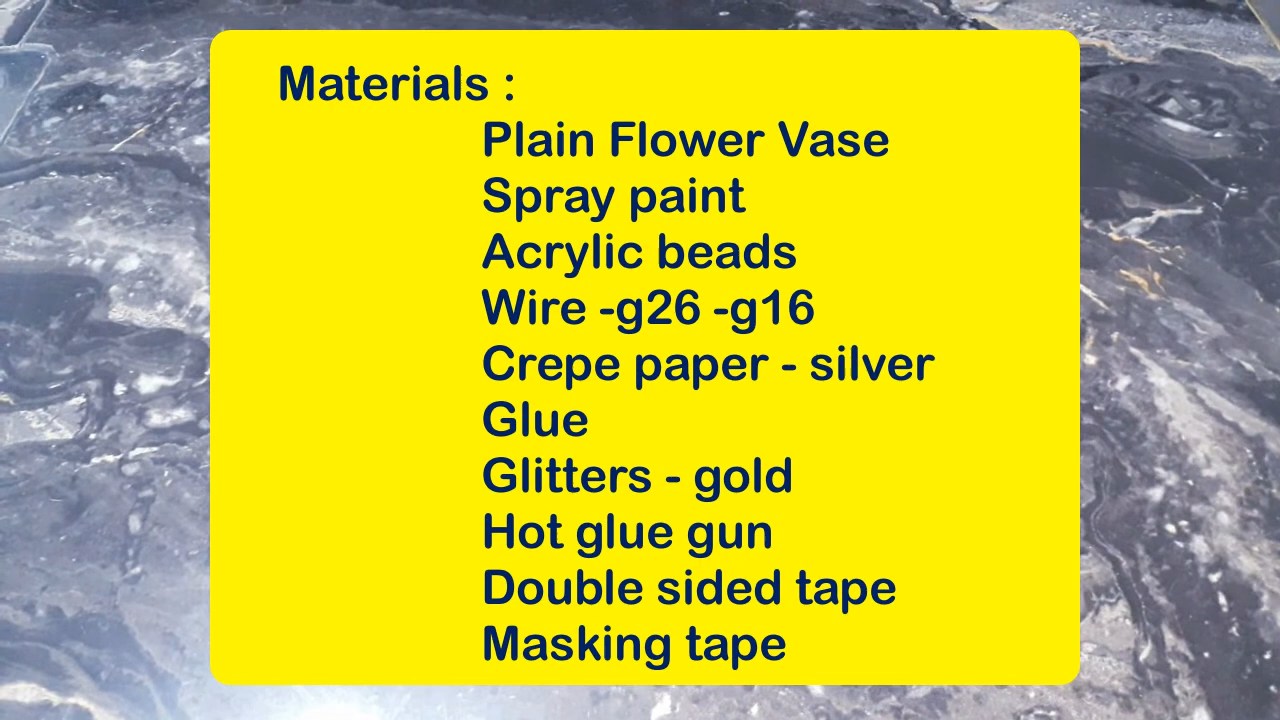 Materials :
Plain Flower Vase
Spray paint
Acrylic beads
Wire -g26 -g16
Crepe paper - silver
Glue
Glitters - gold
Hot glue gun
Double sided tape
Masking tape